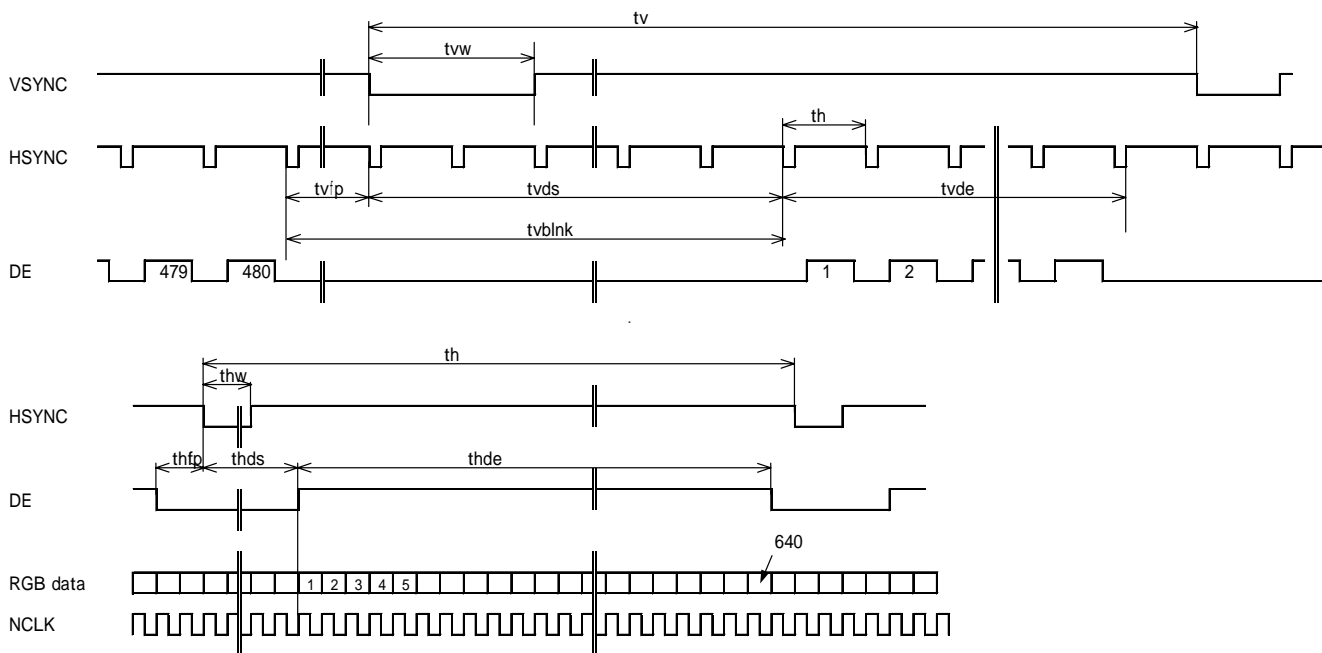 tv
tvw
VSYNC
th
HSYNC
tvfp
tvds
tvde
tvblnk
DE
479
480
1
2
th
thw
HSYNC
thfp
thds
thde
DE
640
RGB data
1 2 3 4 5
NCLK